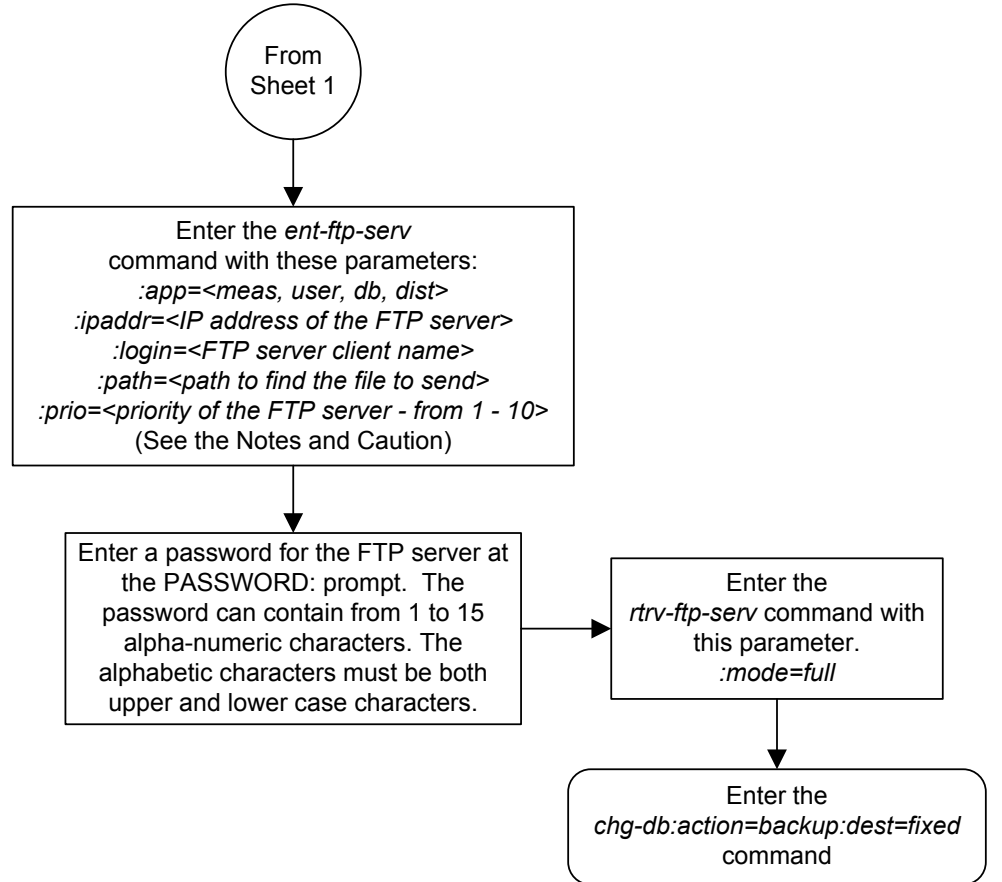 From
Sheet 1
Enter the ent-ftp-serv
command with these parameters:
:app=<meas, user, db, dist>
:ipaddr=<IP address of the FTP server>
:login=<FTP server client name>
:path=<path to find the file to send>
:prio=<priority of the FTP server - from 1 - 10>
(See the Notes and Caution)
Enter a password for the FTP server at
the PASSWORD: prompt.  The
password can contain from 1 to 15
alpha-numeric characters. The
alphabetic characters must be both
upper and lower case characters.
Enter the
rtrv-ftp-serv command with
this parameter.
:mode=full
Enter the
chg-db:action=backup:dest=fixed
command